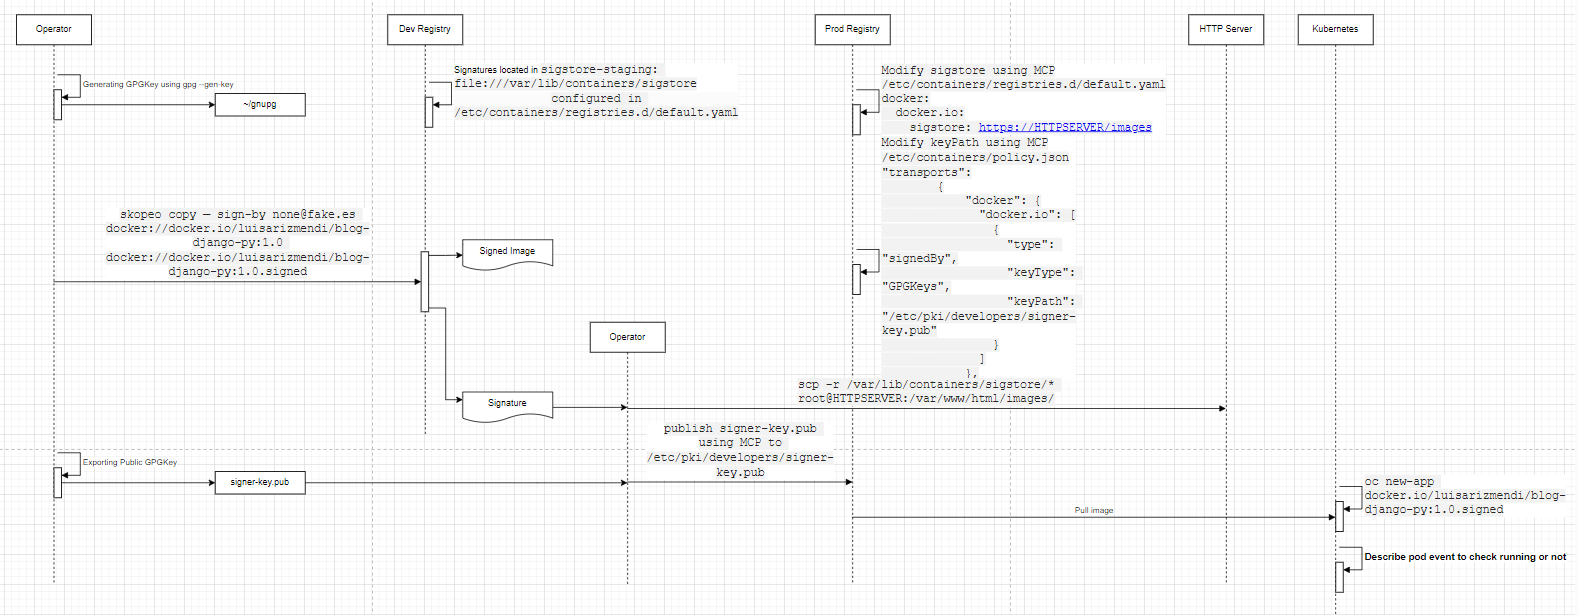 Operator
Dev Registry
Prod Registry
HTTP Server
Kubernetes
Generating GPGKey using gpg --gen-key
~/gnupg
Signatures located in sigstore-staging:
file:///var/lib/containers/sigstore
configured in
/etc/containers/registries.d/default.yaml
Modify sigstore using MCP
/etc/containers/registries.d/default.yaml
docker:
docker.io:
sigstore: https://HTTPSERVER/images
Modify keyPath using MCP
/etc/containers/policy.json
"transports":
{
"docker": {
"docker.io": [
{
"type":
"signedBy",
"keyType":
"GPGKeys",
"keyPath":
"/etc/pki/developers/signer-
key.pub"
}
]
},
skopeo copy — sign-by none@fake.es
docker://docker.io/luisarizmendi/blog-
django-py:1.0
docker://docker.io/luisarizmendi/blog-
django-py:1.0.signed
Signed Image
Operator
Signature
scp -r /var/lib/containers/sigstore/*
root@HTTPSERVER:/var/www/html/images/
publish signer-key.pub
using MCP to
/etc/pki/developers/signer-
key.pub
Exporting Public GPGKey
signer-key.pub
Pull image
oc new-app
docker.io/luisarizmendi/blog-
django-py:1.0.signed
Describe pod event to check running or not